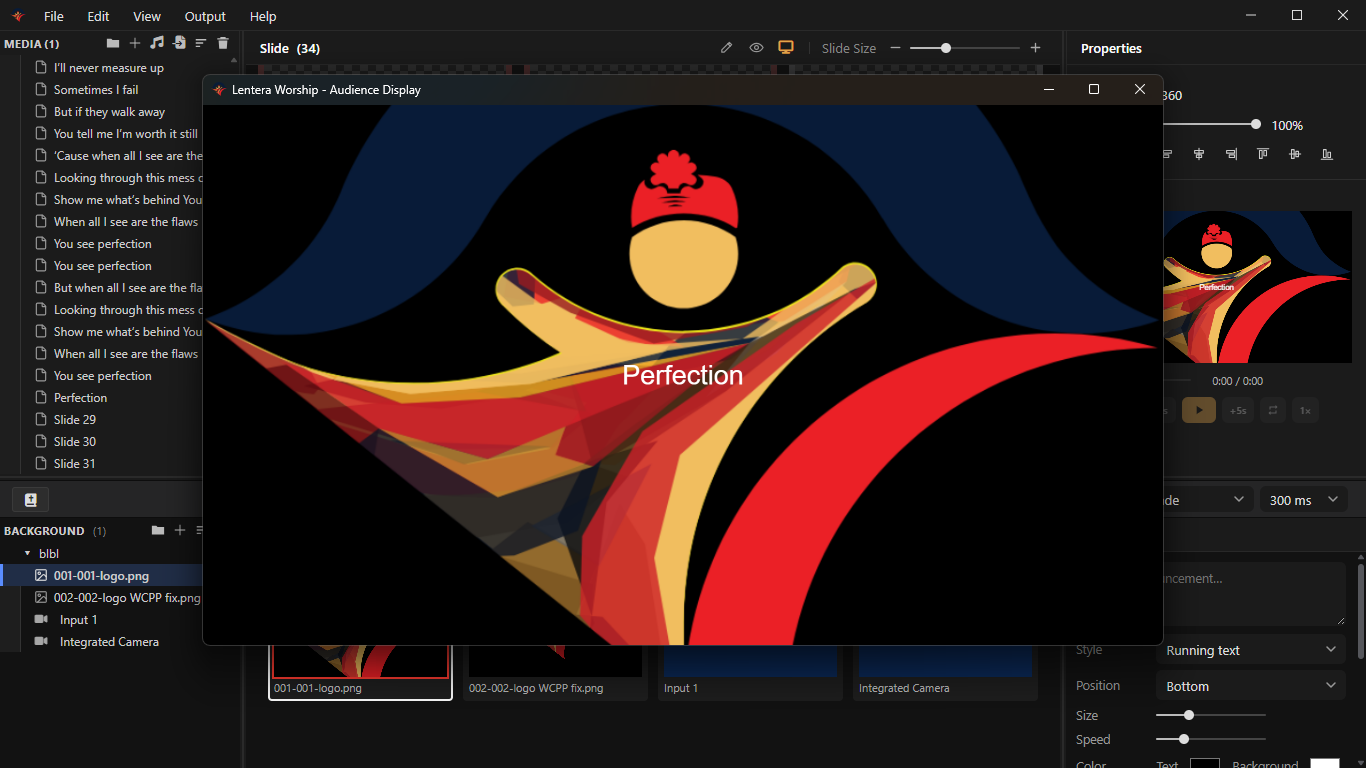 File Edit View Output Help
MEDIA (1)
I'll never measure up
Sometimes I fail
But if they walk away
You tell me I'm worth it still
'Cause when all I see are the
Looking through this mess
Show me what's behind You
When all I see are the flaws
You see perfection
You see perfection
But when all I see are the fla
Looking through this mess
Show me what's behind You
When all I see are the flaws
You see perfection
Perfection
Slide 29
Slide 30
Slide 31
BACKGROUND (1)
blbl
001-001-logo.png
002-002-logo WCPP fix.png
Input 1
Integrated Camera
Slide (34)
Slide Size
Lentera Worship - Audience Display
Perfection
001-001-logo.png
002-002-logo WCPP fix.png
Input 1
Integrated Camera
Properties
360
100%
Perfection
0:00 / 0:00
s
+5s
1x
de
300 ms
ncement...
Style
Running text
Position
Bottom
Size
Speed
Color
Text
Background